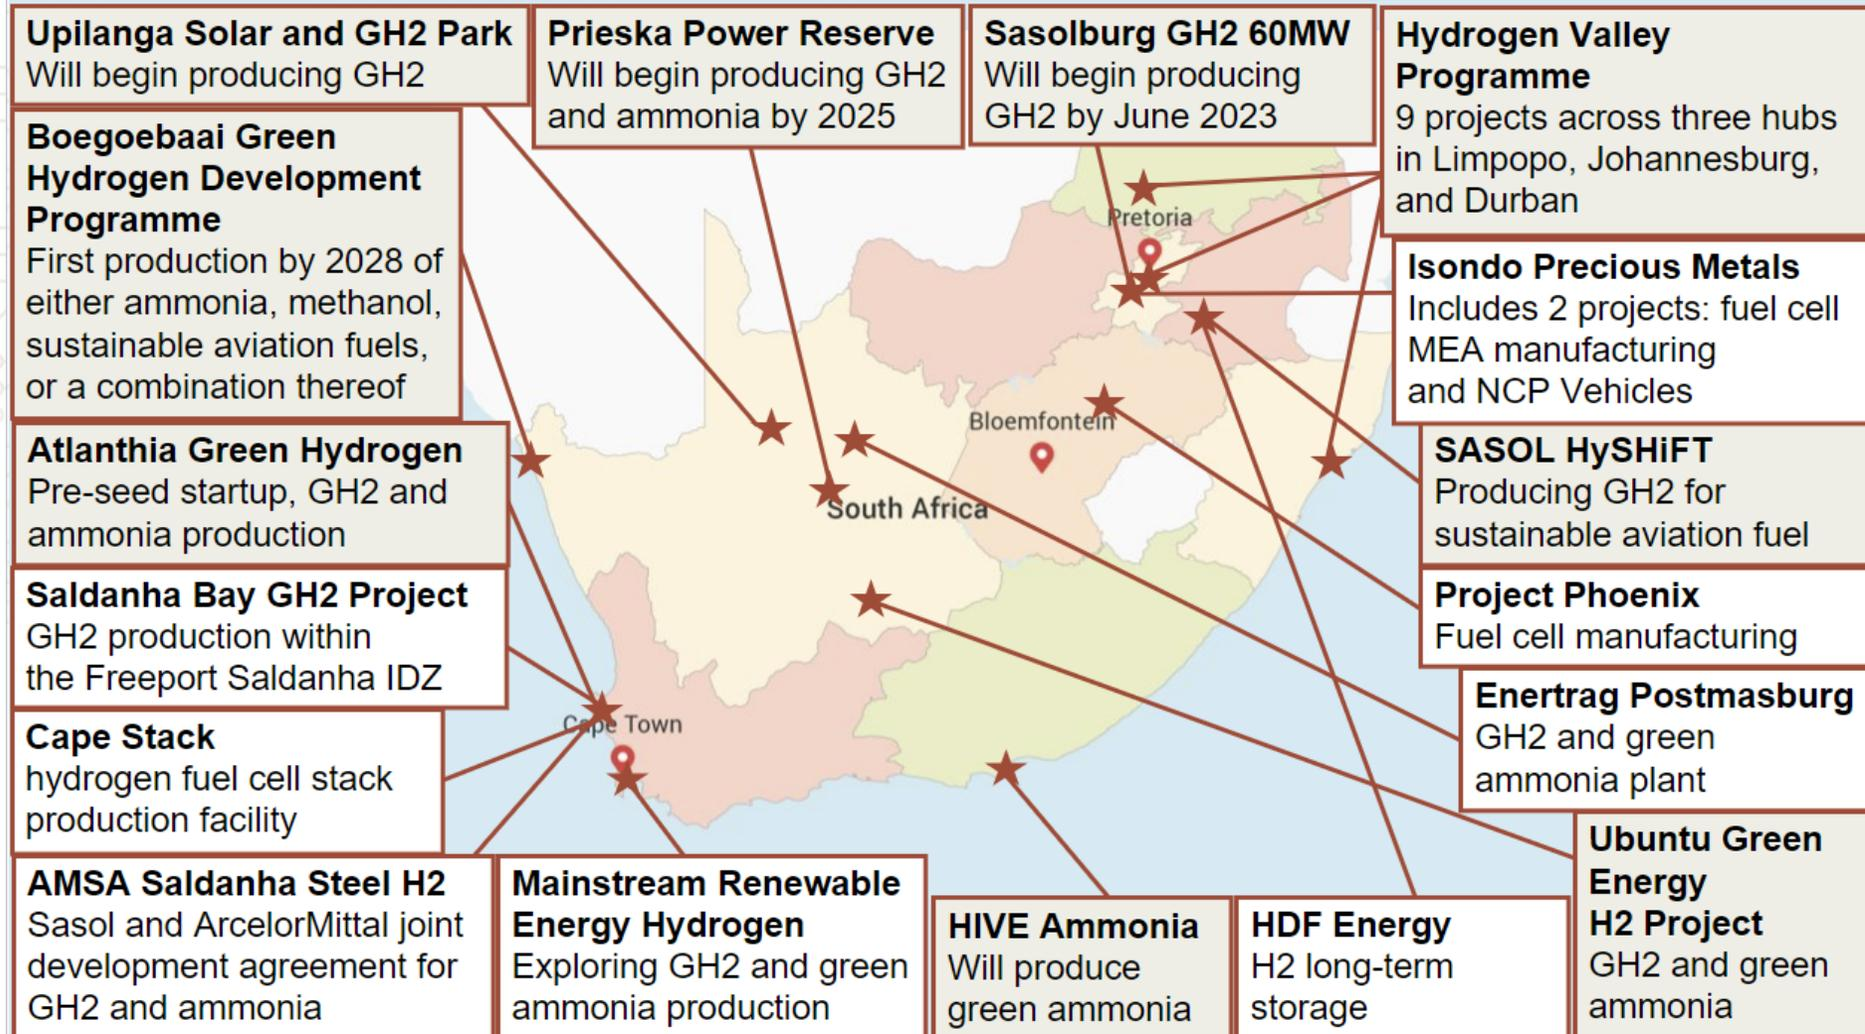 Upilanga Solar and GH2 Park
Will begin producing GH2
Prieska Power Reserve
Will begin producing GH2
and ammonia by 2025
Sasolburg GH2 60MW
Will begin producing
GH2 by June 2023
Hydrogen Valley
Programme
9 projects across three hubs
in Limpopo, Johannesburg,
and Durban
Boegoebaai Green
Hydrogen Development
Programme
First production by 2028 of
either ammonia, methanol,
sustainable aviation fuels,
or a combination thereof
Isondo Precious Metals
Includes 2 projects: fuel cell
MEA manufacturing
and NCP Vehicles
Atlanthia Green Hydrogen
Pre-seed startup, GH2 and
ammonia production
SASOL HySHiFT
Producing GH2 for
sustainable aviation fuel
Saldanha Bay GH2 Project
GH2 production within
the Freeport Saldanha IDZ
Project Phoenix
Fuel cell manufacturing
Cape Stack
hydrogen fuel cell stack
production facility
Enertrag Postmasburg
GH2 and green
ammonia plant
AMSA Saldanha Steel H2
Sasol and ArcelorMittal joint
development agreement for
GH2 and ammonia
Mainstream Renewable
Energy Hydrogen
Exploring GH2 and green
ammonia production
HIVE Ammonia
Will produce
green ammonia
HDF Energy
H2 long-term
storage
Ubuntu Green
Energy
H2 Project
GH2 and green
ammonia
Pretoria
Bloemfontein
South Africa
Cape Town